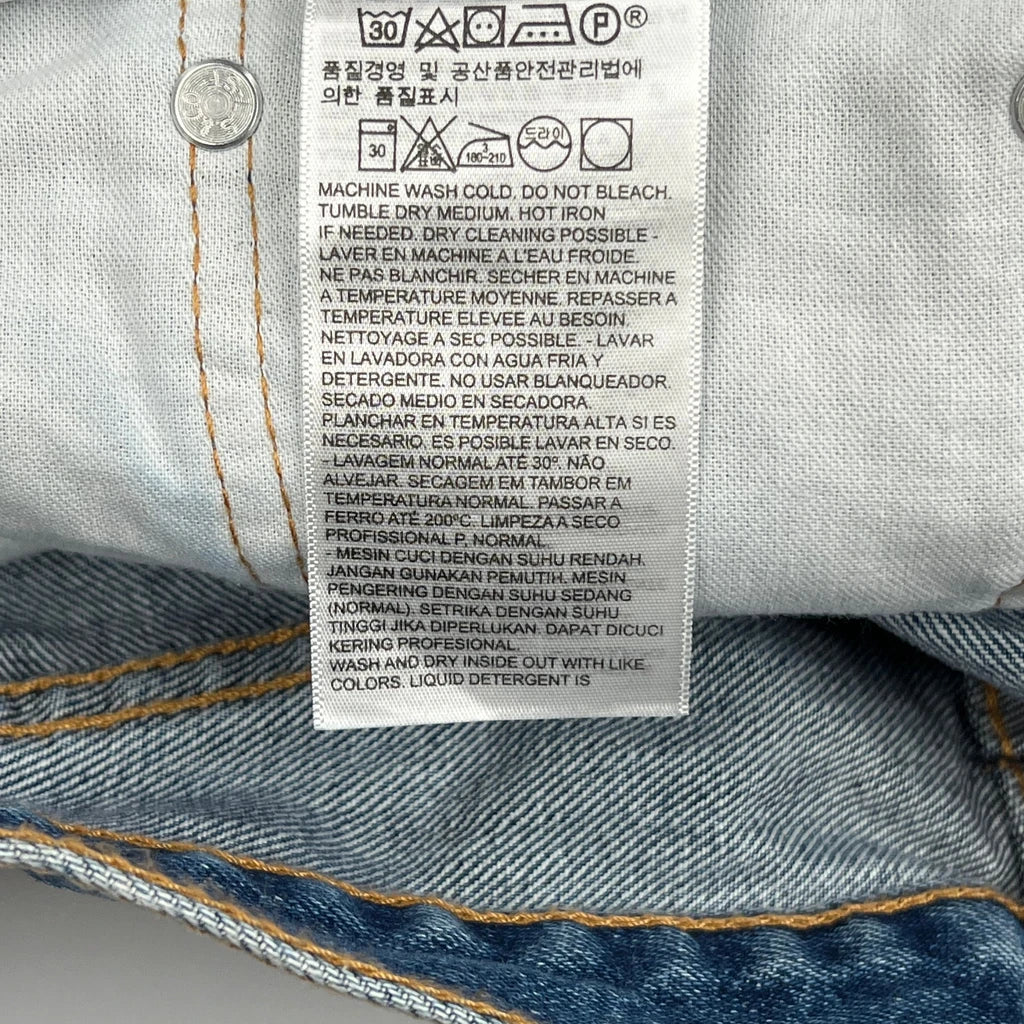 30 P ®
품질경영 및 공산품안전관리법에
의한 품질표시
30 3 180-210 드라이
MACHINE WASH COLD. DO NOT BLEACH.
TUMBLE DRY MEDIUM. HOT IRON
IF NEEDED. DRY CLEANING POSSIBLE -
LAVER EN MACHINE A L'EAU FROIDE.
NE PAS BLANCHIR. SECHER EN MACHINE
A TEMPERATURE MOYENNE. REPASSER A
TEMPERATURE ELEVEE AU BESOIN.
NETTOYAGE A SEC POSSIBLE. - LAVAR
EN LAVADORA CON AGUA FRIA Y
DETERGENTE. NO USAR BLANQUEADOR.
SECADO MEDIO EN SECADORA.
PLANCHAR EN TEMPERATURA ALTA SI ES
NECESARIO. ES POSIBLE LAVAR EN SECO.
- LAVAGEM NORMAL ATÉ 30º. NÃO
ALVEJAR. SECAGEM EM TAMBOR EM
TEMPERATURA NORMAL. PASSAR A
FERRO ATÉ 200ºC. LIMPEZA A SECO
PROFISSIONAL P, NORMAL.
- MESIN CUCI DENGAN SUHU RENDAH.
JANGAN GUNAKAN PEMUTIH. MESIN
PENGERING DENGAN SUHU SEDANG
(NORMAL). SETRIKA DENGAN SUHU
TINGGI JIKA DIPERLUKAN. DAPAT DICUCI
KERING PROFESIONAL.
WASH AND DRY INSIDE OUT WITH LIKE
COLORS. LIQUID DETERGENT IS